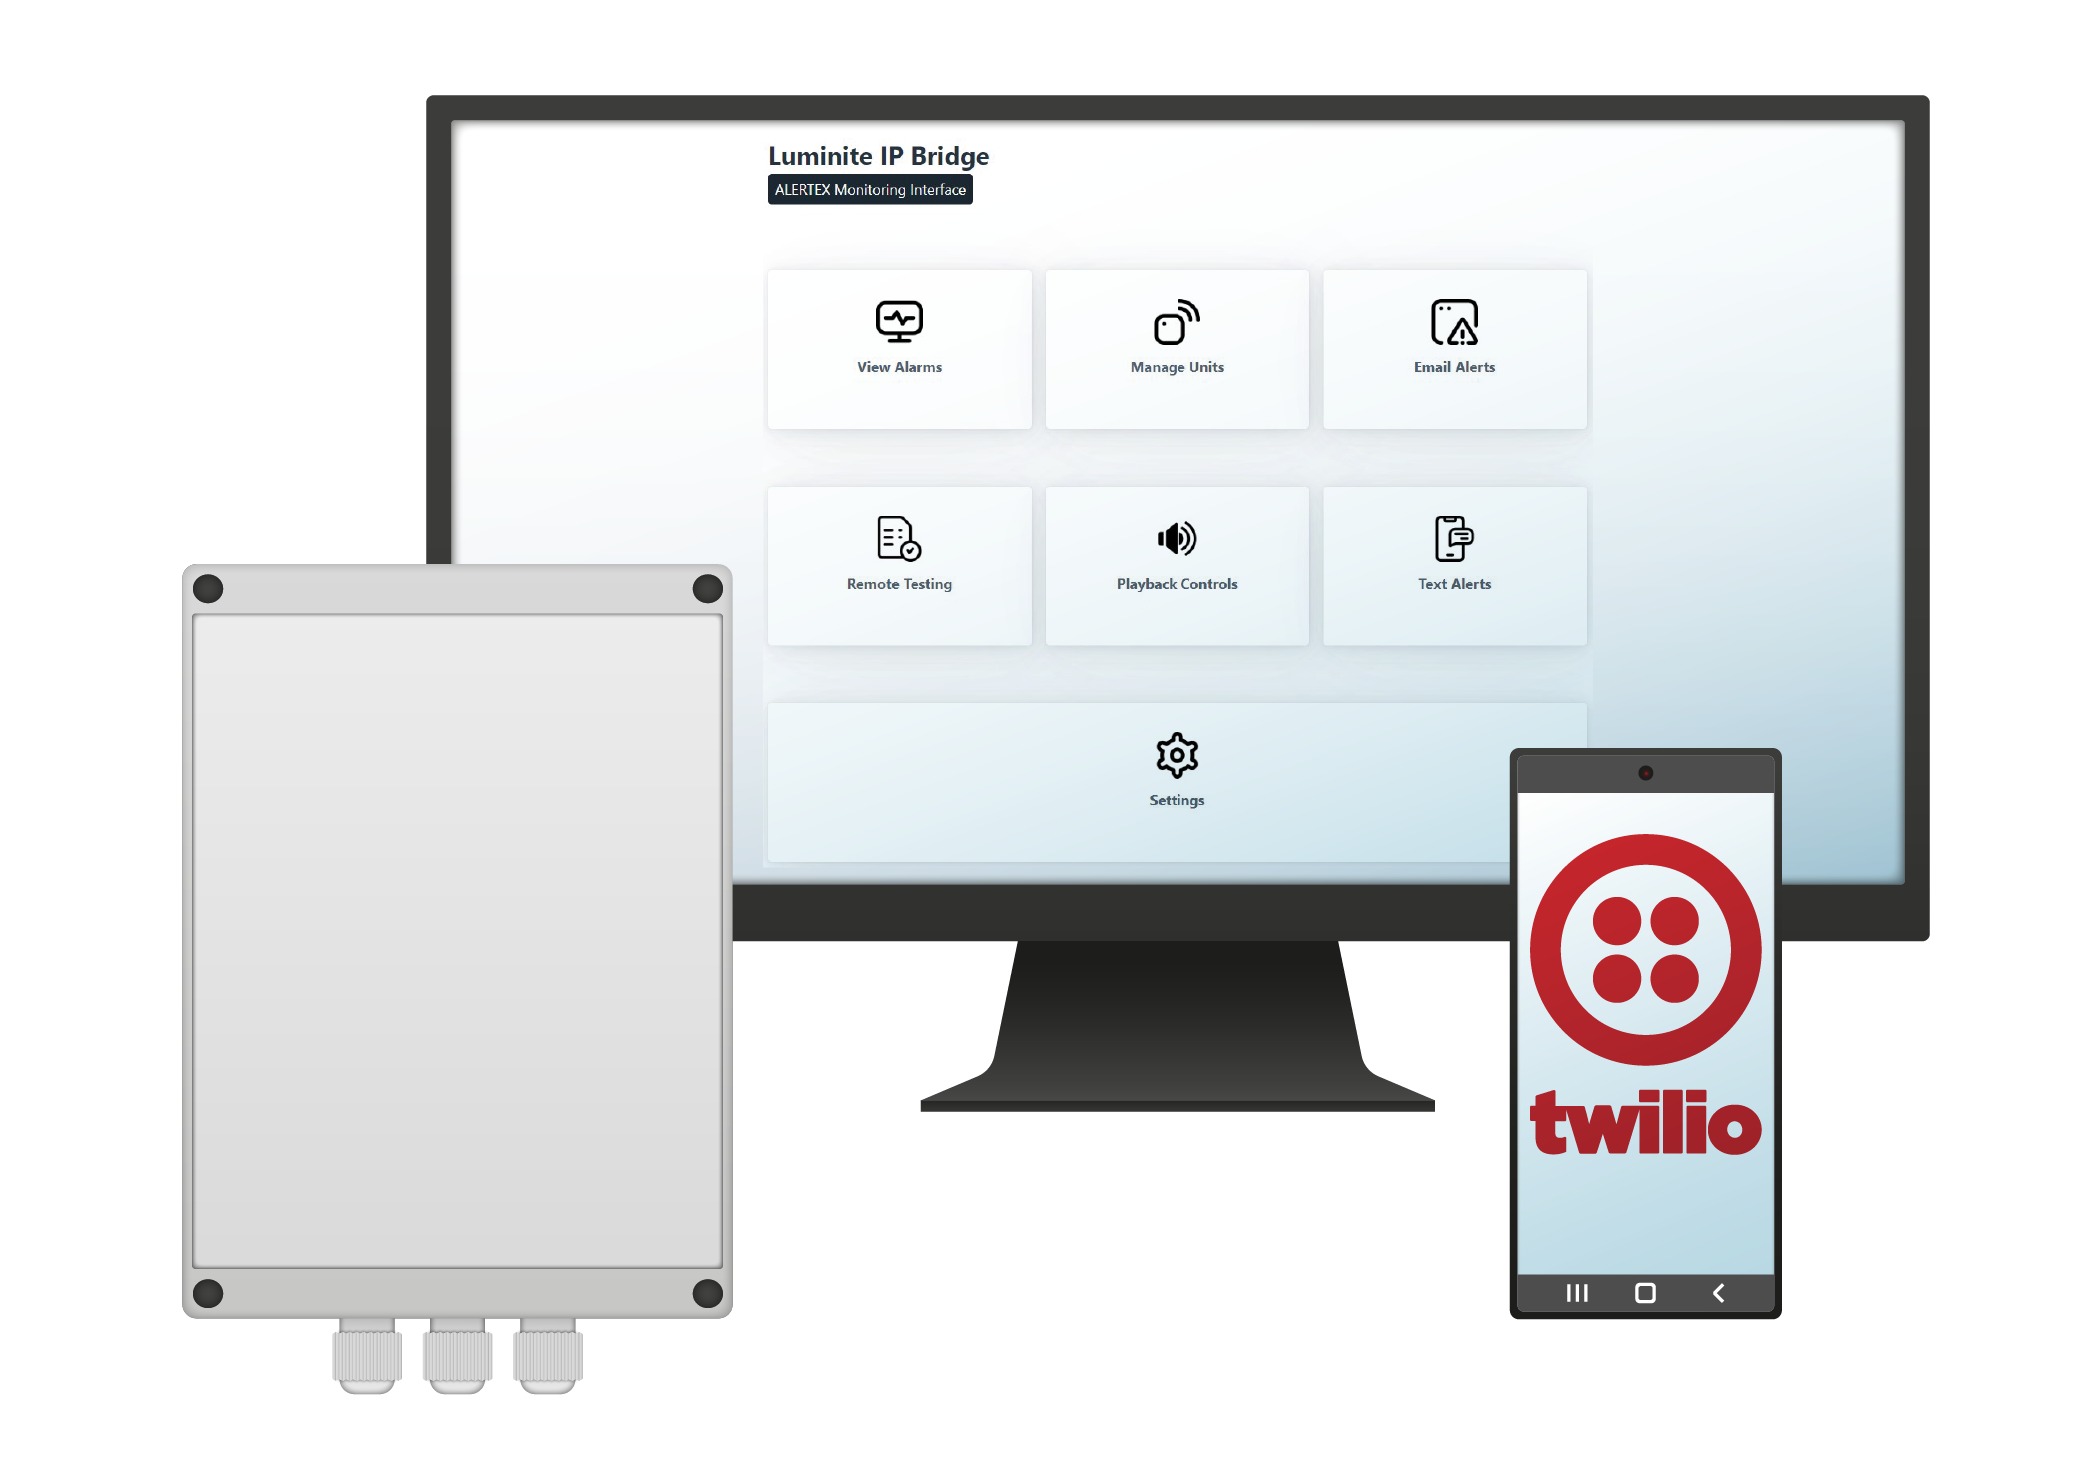 Luminite IP Bridge
ALERTEX Monitoring Interface
View Alarms
Manage Units
Email Alerts
Remote Testing
Playback Controls
Text Alerts
Settings
twilio